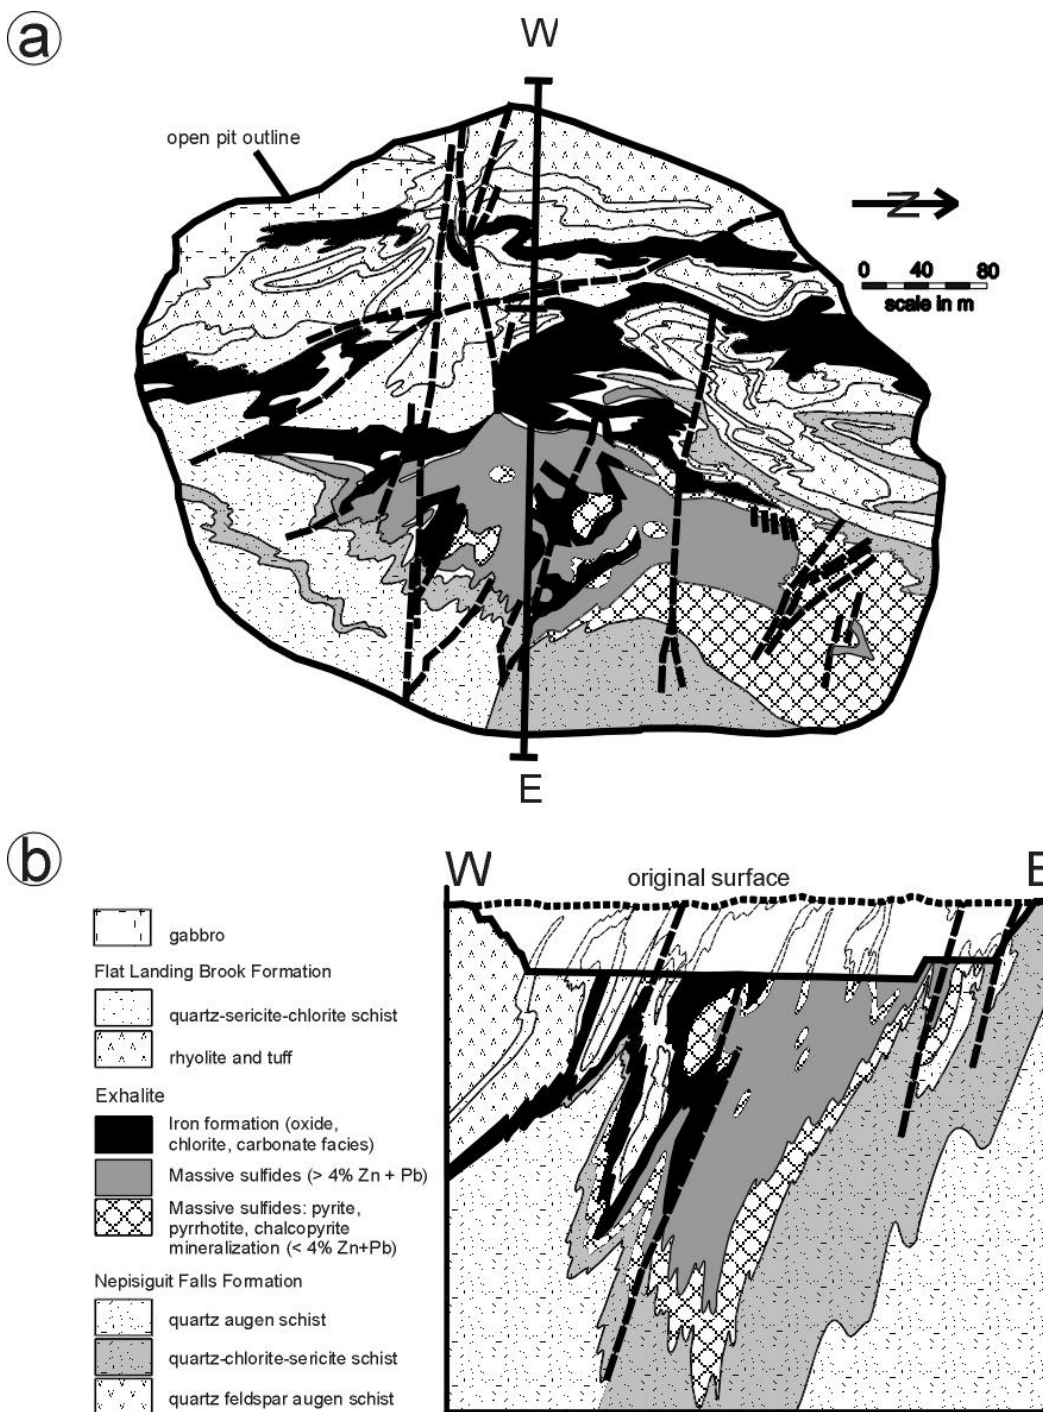 a
W
open pit outline
N
0 40 80
scale in m
E
b
W
E
original surface
gabbro
Flat Landing Brook Formation
quartz-sericite-chlorite schist
rhyolite and tuff
Exhalite
Iron formation (oxide,
chlorite, carbonate facies)
Massive sulfides (> 4% Zn + Pb)
Massive sulfides: pyrite,
pyrrhotite, chalcopyrite
mineralization (< 4% Zn+Pb)
Nepisiguit Falls Formation
quartz augen schist
quartz-chlorite-sericite schist
quartz feldspar augen schist